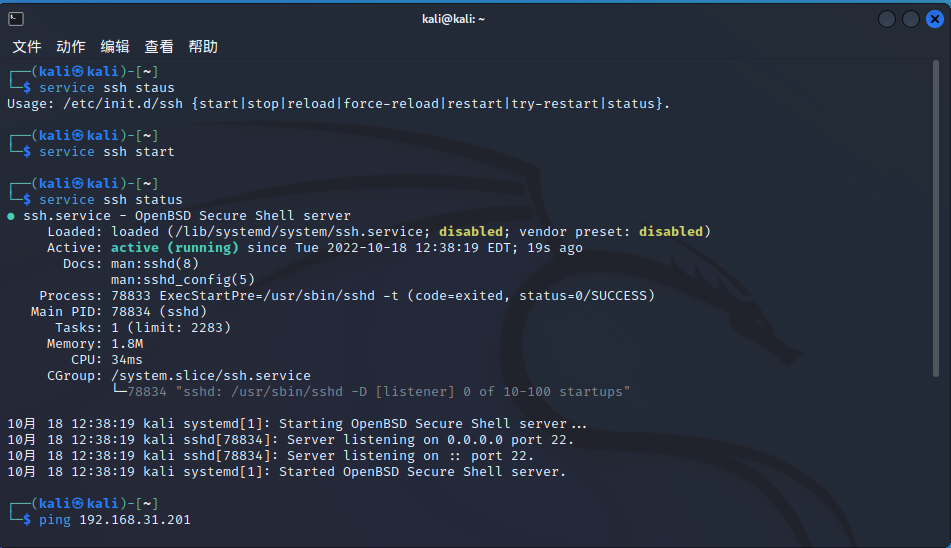 kali@kali: ~
文件 动作 编辑 查看 帮助
┌──(kali㉿kali)-[~]
└─$ service ssh staus
Usage: /etc/init.d/ssh {start|stop|reload|force-reload|restart|try-restart|status}.
┌──(kali㉿kali)-[~]
└─$ service ssh start
┌──(kali㉿kali)-[~]
└─$ service ssh status
● ssh.service - OpenBSD Secure Shell server
Loaded: loaded (/lib/systemd/system/ssh.service; disabled; vendor preset: disabled)
Active: active (running) since Tue 2022-10-18 12:38:19 EDT; 19s ago
Docs: man:sshd(8)
man:sshd_config(5)
Process: 78833 ExecStartPre=/usr/sbin/sshd -t (code=exited, status=0/SUCCESS)
Main PID: 78834 (sshd)
Tasks: 1 (limit: 2283)
Memory: 1.8M
CPU: 34ms
CGroup: /system.slice/ssh.service
└─78834 "sshd: /usr/sbin/sshd -D [listener] 0 of 10-100 startups"
10月 18 12:38:19 kali systemd[1]: Starting OpenBSD Secure Shell server...
10月 18 12:38:19 kali sshd[78834]: Server listening on 0.0.0.0 port 22.
10月 18 12:38:19 kali sshd[78834]: Server listening on :: port 22.
10月 18 12:38:19 kali systemd[1]: Started OpenBSD Secure Shell server.
┌──(kali㉿kali)-[~]
└─$ ping 192.168.31.201